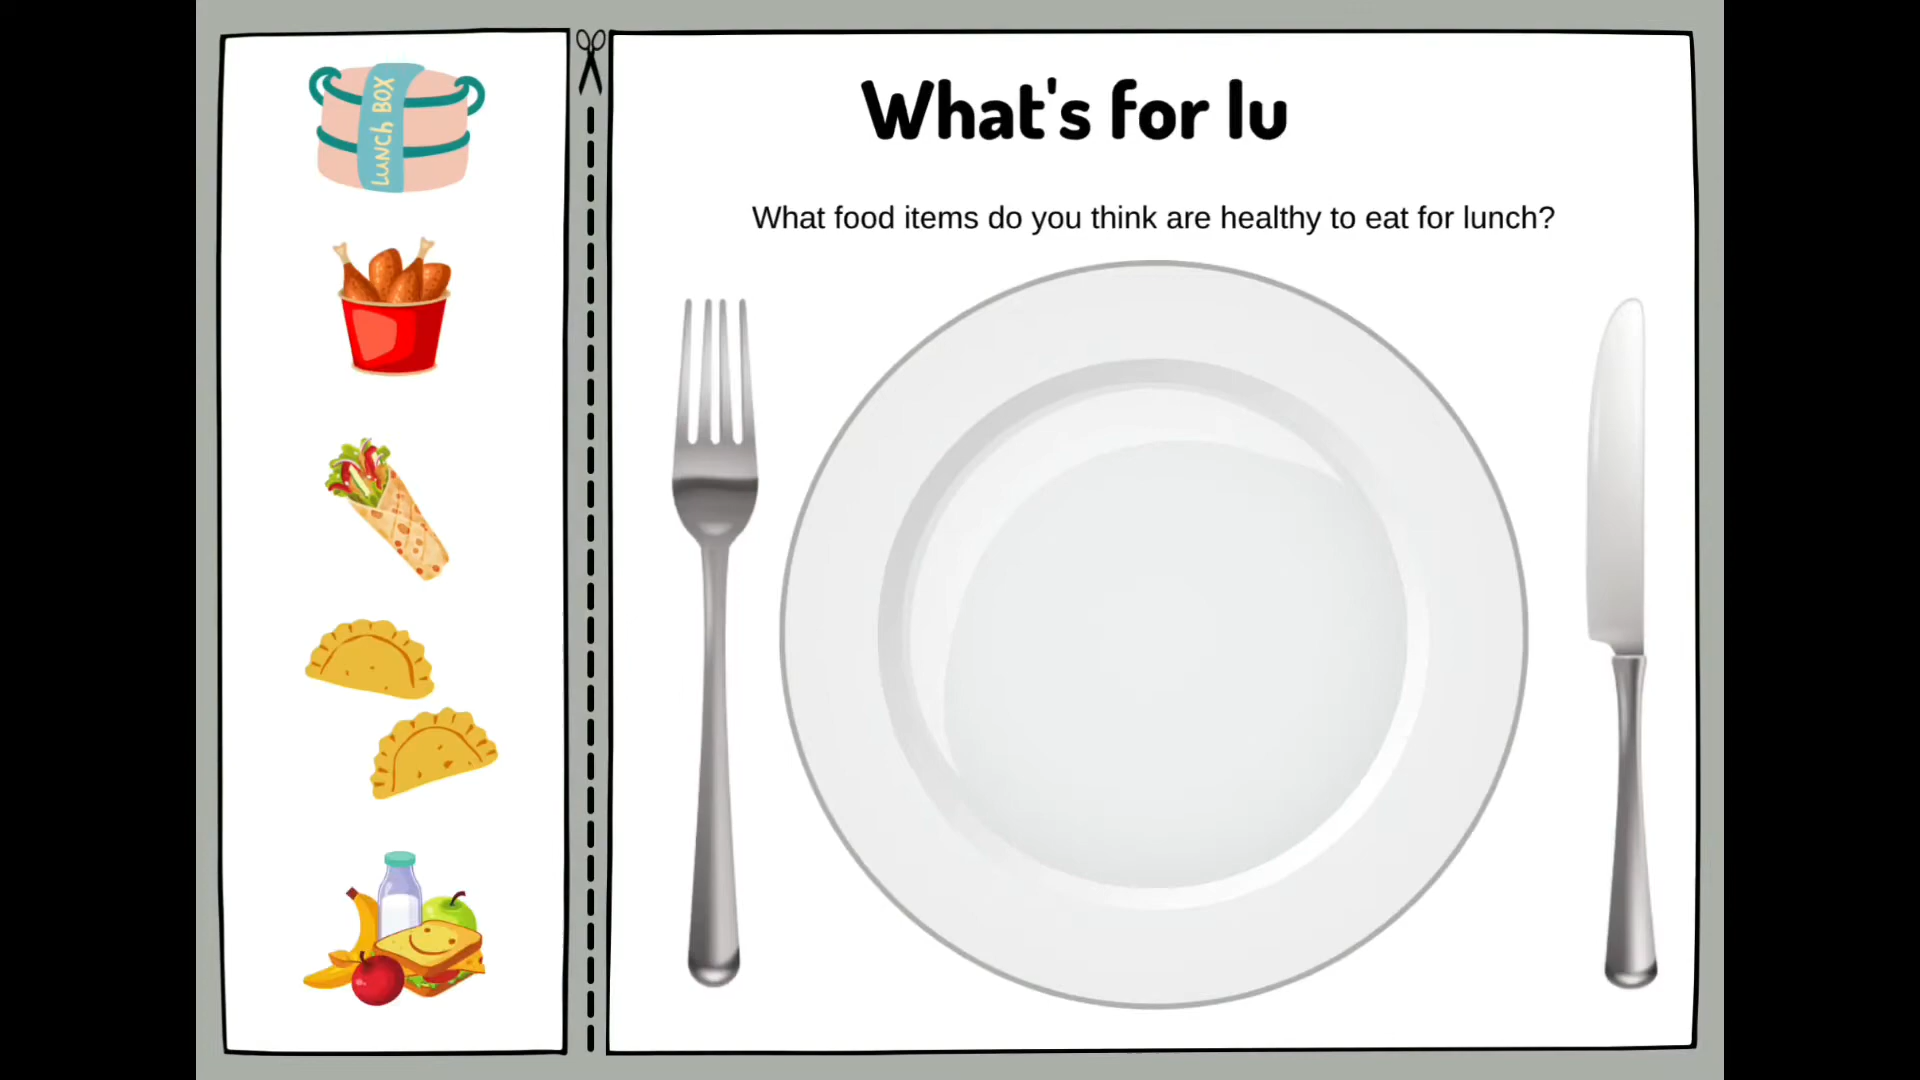 LUNCH BOX
What's for lu
What food items do you think are healthy to eat for lunch?